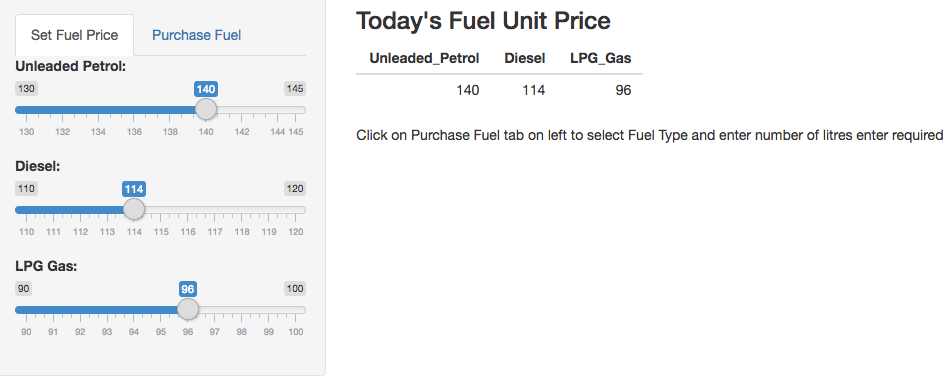 Set Fuel Price Purchase Fuel
Unleaded Petrol:
130 140 145
130 132 134 136 138 140 142 144 145
Diesel:
110 114 120
110 111 112 113 114 115 116 117 118 119 120
LPG Gas:
90 96 100
90 91 92 93 94 95 96 97 98 99 100
Today's Fuel Unit Price
Unleaded_Petrol Diesel LPG_Gas
140 114 96
Click on Purchase Fuel tab on left to select Fuel Type and enter number of litres enter required